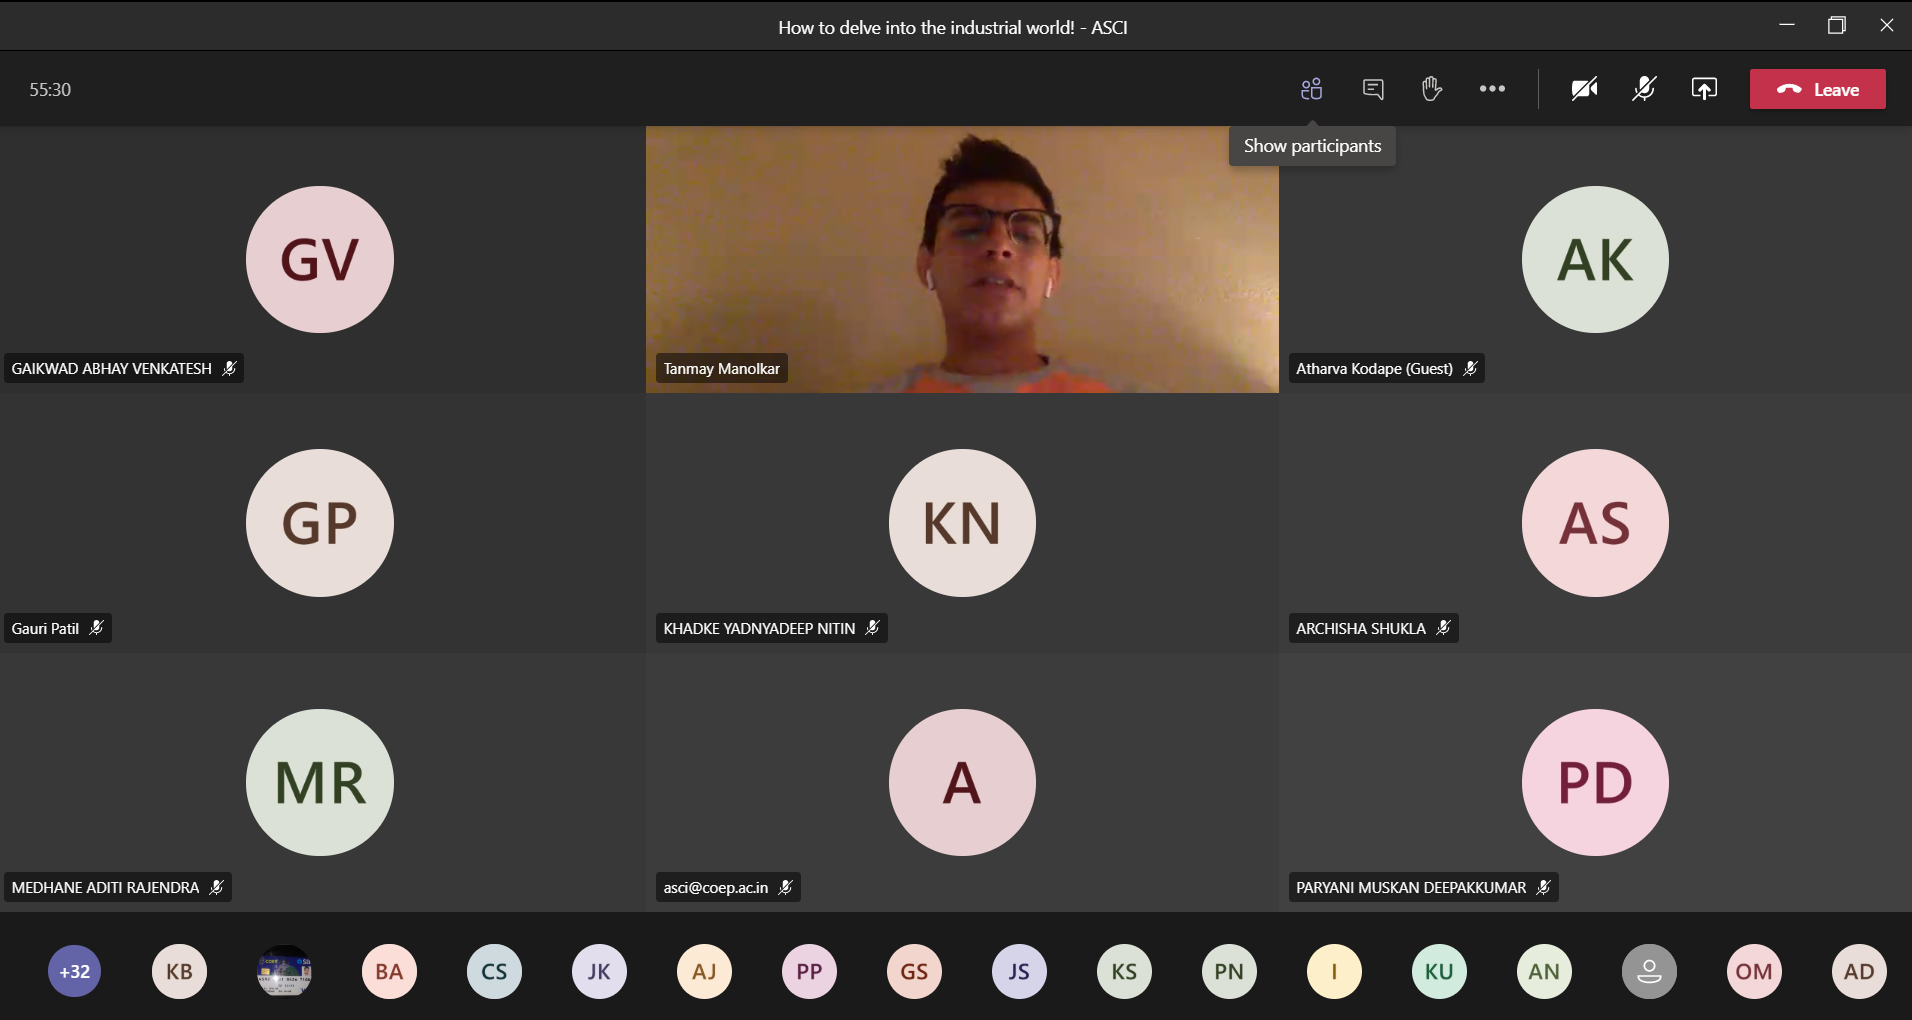 How to delve into the industrial world! - ASCI
55:30
Leave
Show participants
GV
AK
GAIKWAD ABHAY VENKATESH
Tanmay Manolkar
Atharva Kodape (Guest)
GP
KN
AS
Gauri Patil
KHADKE YADNYADEEP NITIN
ARCHISHA SHUKLA
MR
A
PD
MEDHANE ADITI RAJENDRA
asci@coep.ac.in
PARYANI MUSKAN DEEPAKKUMAR
+32
KB
BA
CS
JK
AJ
PP
GS
JS
KS
PN
I
KU
AN
OM
AD